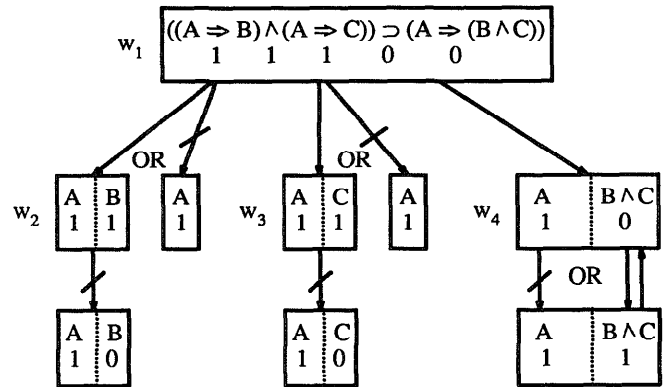 ((A ⇒ B)∧(A ⇒ C)) ⊃ (A ⇒ (B∧C))
w₁ 1 1 1 0 0
OR OR
A B A A C A A B∧C
w₂ 1 1 1 w₃ 1 1 1 w₄ 1 0
OR
A B A C A B∧C
1 0 1 0 1 1